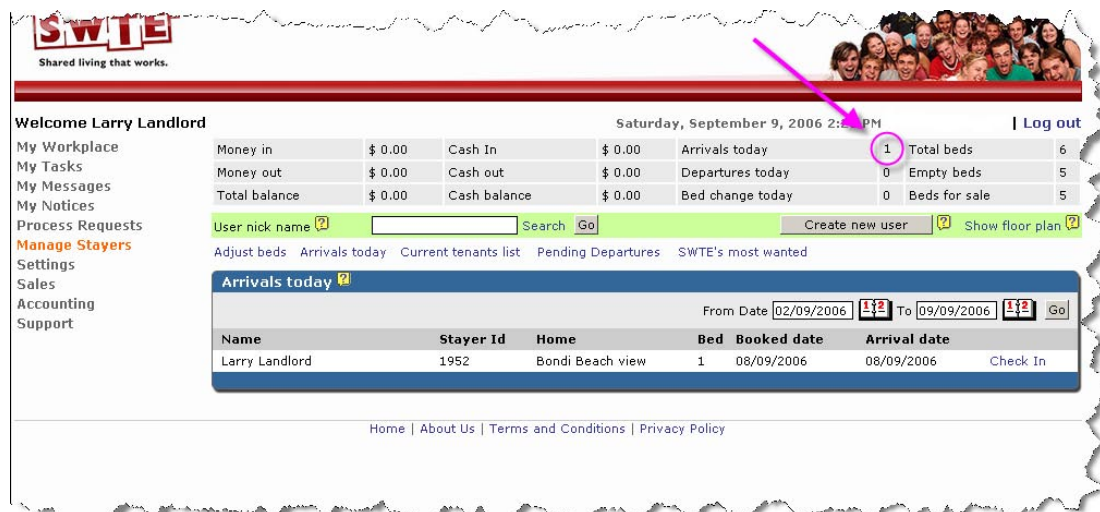 SWTE
Shared living that works.
Welcome Larry Landlord Saturday, September 9, 2006 PM | Log out
My Workplace
My Tasks
My Messages
My Notices
Process Requests
Manage Stayers
Settings
Sales
Accounting
Support
Money in $ 0.00 Cash In $ 0.00 Arrivals today 1 Total beds 6
Money out $ 0.00 Cash out $ 0.00 Departures today 0 Empty beds 5
Total balance $ 0.00 Cash balance $ 0.00 Bed change today 0 Beds for sale 5
User nick name ? Search Go Create new user ? Show floor plan ?
Adjust beds Arrivals today Current tenants list Pending Departures SWTE's most wanted
Arrivals today ?
From Date 02/09/2006 To 09/09/2006 Go
Name Stayer Id Home Bed Booked date Arrival date
Larry Landlord 1952 Bondi Beach view 1 08/09/2006 08/09/2006 Check In
Home | About Us | Terms and Conditions | Privacy Policy